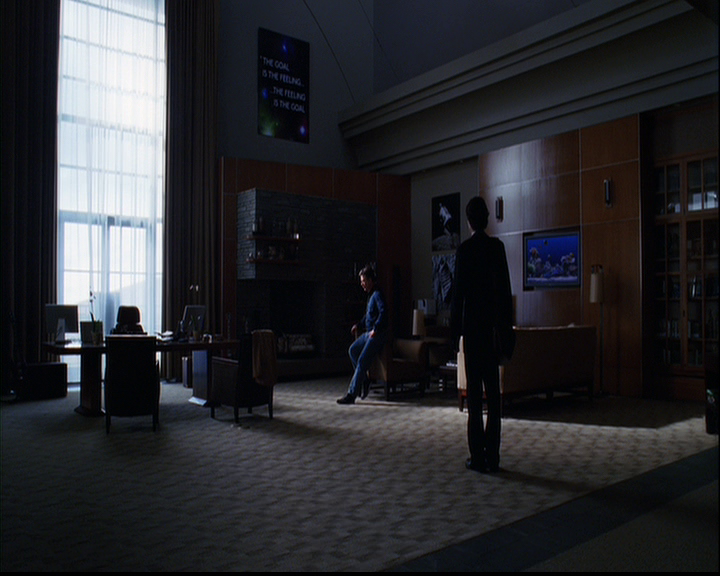 "THE GOAL
IS THE FEELING...
...THE FEELING
IS THE GOAL